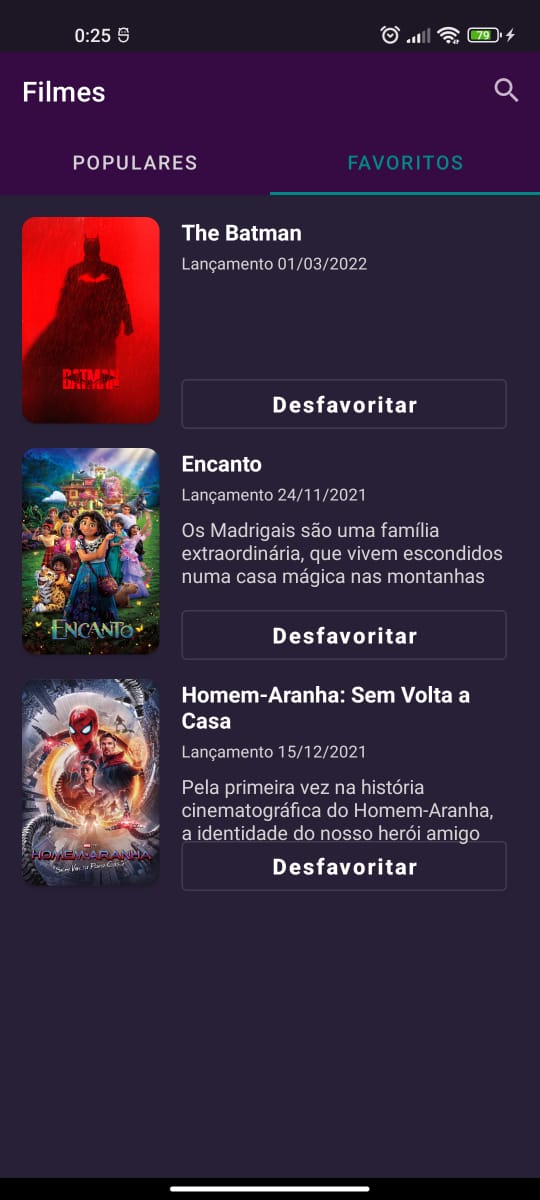 0:25
79
Filmes
POPULARES
FAVORITOS
The Batman
Lançamento 01/03/2022
BATMAN
Desfavoritar
Encanto
Lançamento 24/11/2021
Os Madrigais são uma família
extraordinária, que vivem escondidos
numa casa mágica nas montanhas
ENCANTO
Desfavoritar
Homem-Aranha: Sem Volta a
Casa
Lançamento 15/12/2021
Pela primeira vez na história
cinematográfica do Homem-Aranha,
a identidade do nosso herói amigo
HOMEM-ARANHA
Sem Volta Para Casa
Desfavoritar